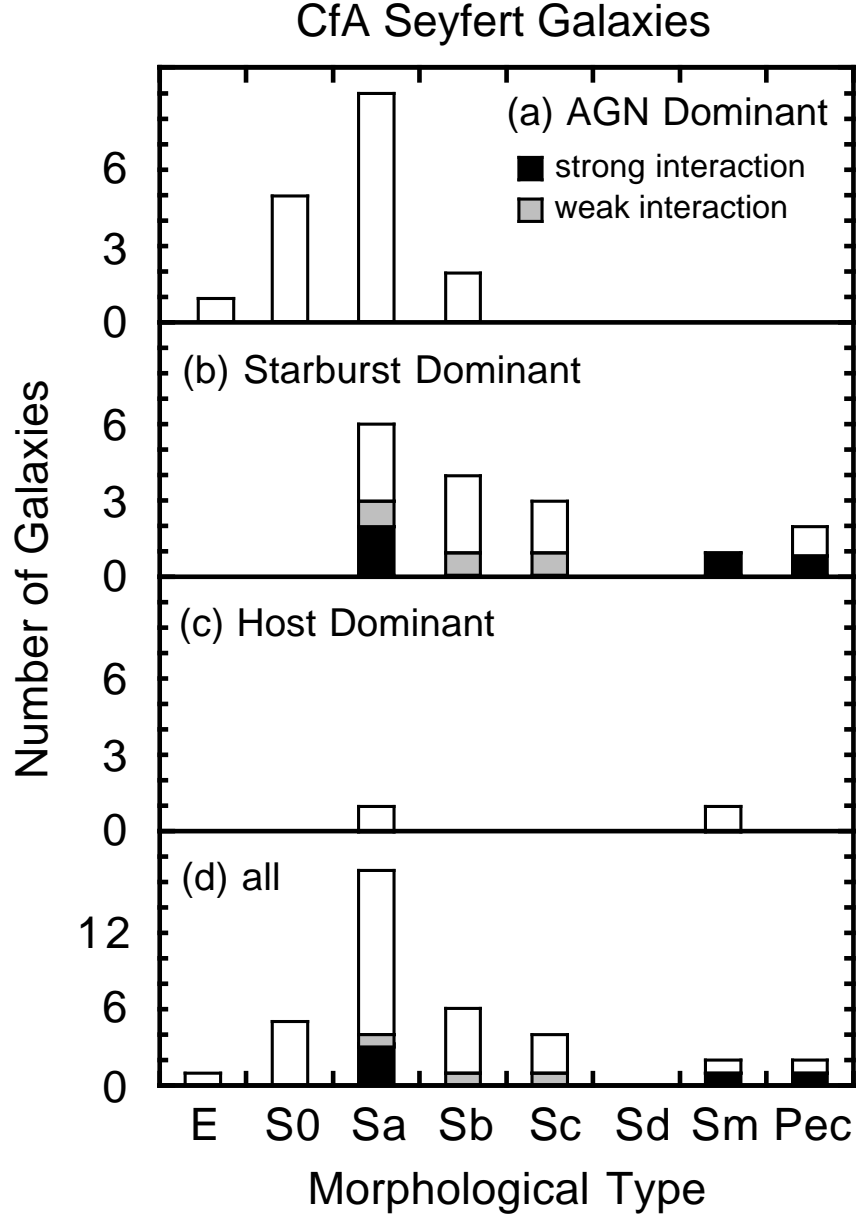 CfA Seyfert Galaxies
(a) AGN Dominant
strong interaction
weak interaction
6
3
0
(b) Starburst Dominant
6
3
0
(c) Host Dominant
6
3
0
(d) all
12
6
0
Number of Galaxies
E S0 Sa Sb Sc Sd Sm Pec
Morphological Type